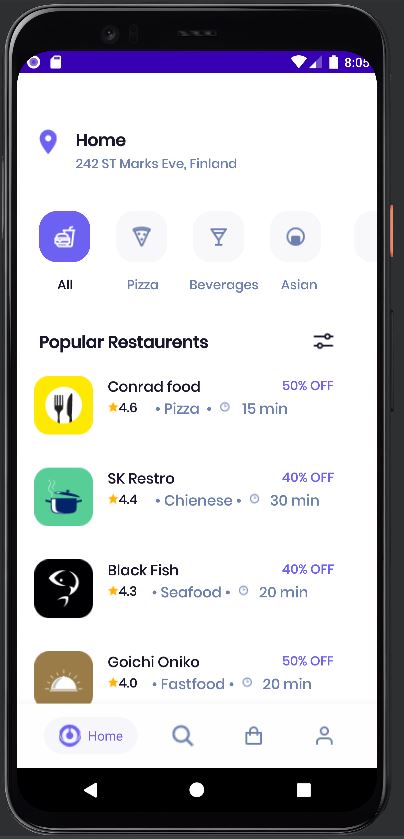 8:05
Home
242 ST Marks Eve, Finland
All Pizza Beverages Asian
Popular Restaurents
Conrad food 50% OFF
4.6 • Pizza • 15 min
SK Restro 40% OFF
4.4 • Chienese • 30 min
Black Fish 40% OFF
4.3 • Seafood • 20 min
Goichi Oniko 50% OFF
4.0 • Fastfood • 20 min
Home